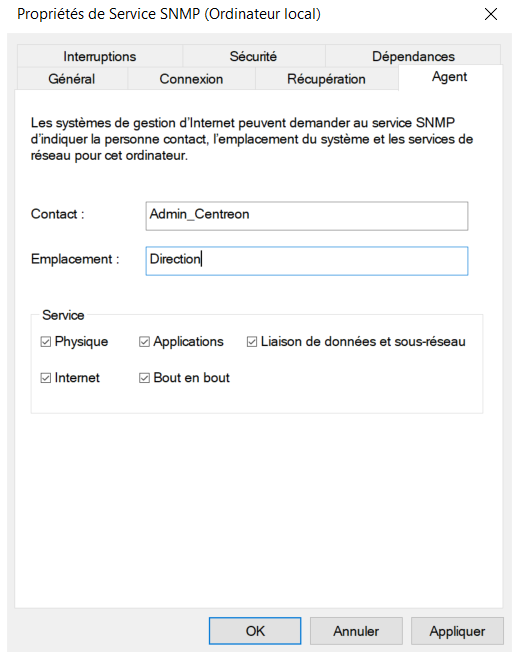 Propriétés de Service SNMP (Ordinateur local)
Interruptions Sécurité Dépendances
Général Connexion Récupération Agent
Les systèmes de gestion d'Internet peuvent demander au service SNMP
d'indiquer la personne contact, l'emplacement du système et les services de
réseau pour cet ordinateur.
Contact : Admin_Centreon
Emplacement : Direction
Service
Physique Applications Liaison de données et sous-réseau
Internet Bout en bout
OK Annuler Appliquer